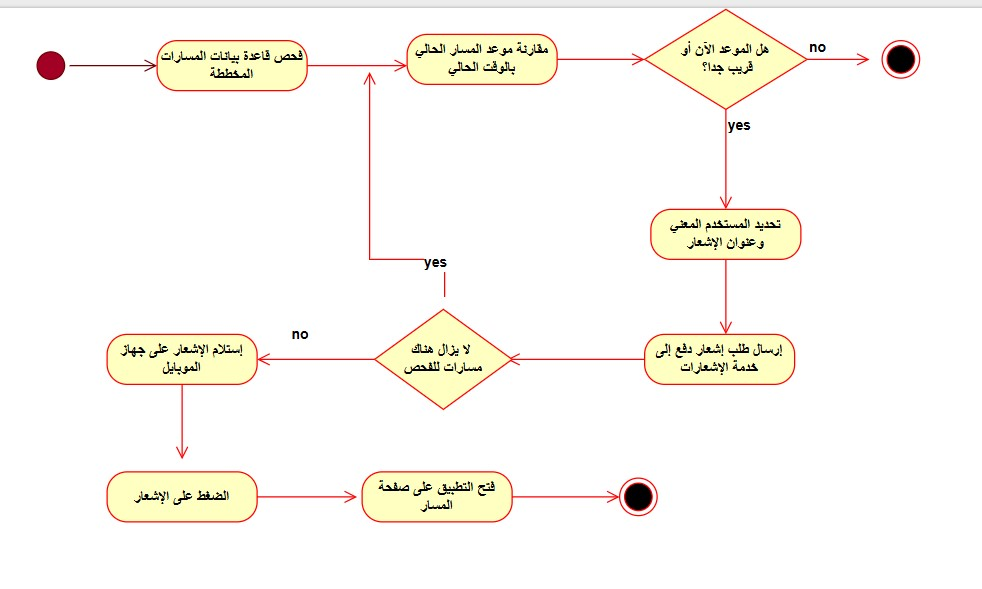 فحص قاعدة بيانات المسارات
المخططة
مقارنة موعد المسار الحالي
بالوقت الحالي
هل الموعد الآن أو
قريب جدا؟
no
yes
تحديد المستخدم المعني
وعنوان الإشعار
إرسال طلب إشعار دفع إلى
خدمة الإشعارات
لا يزال هناك
مسارات للفحص
yes
no
إستلام الإشعار على جهاز
الموبايل
الضغط على الإشعار
فتح التطبيق على صفحة
المسار